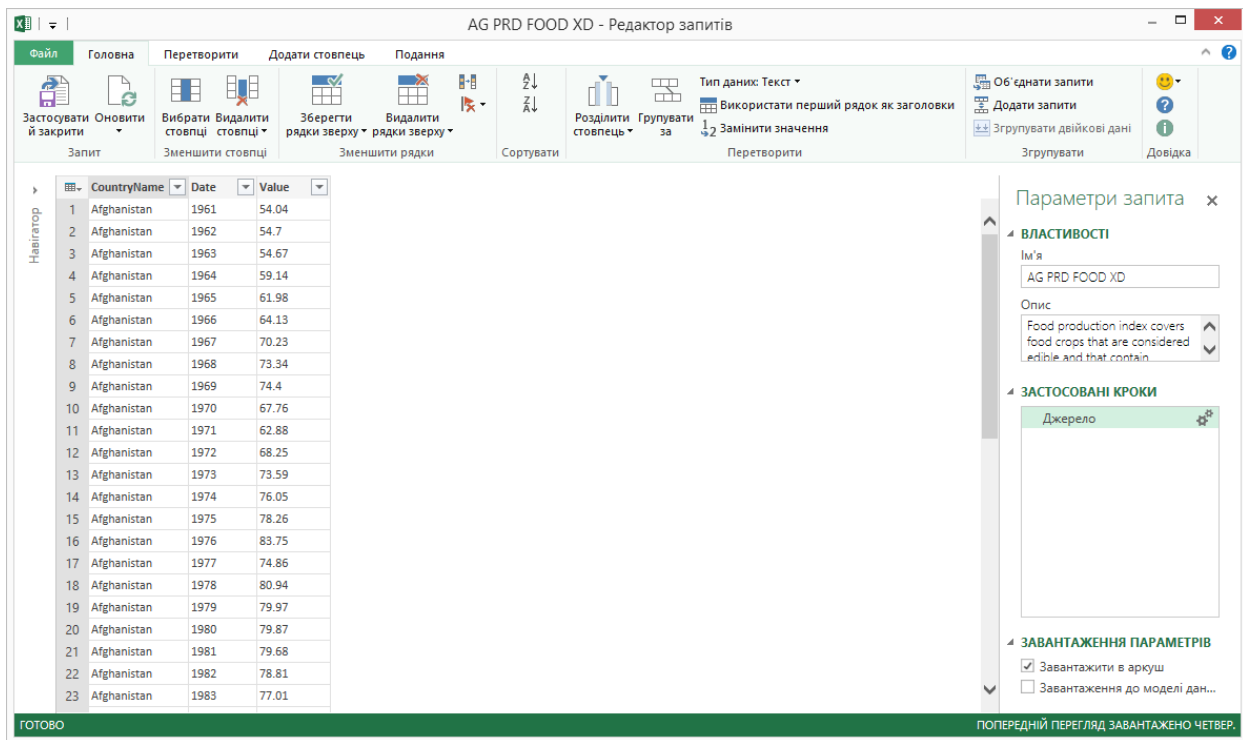 AG PRD FOOD XD - Редактор запитів
Файл Головна Перетворити Додати стовпець Подання
Застосувати й закрити
Оновити
Запит
Вибрати стовпці
Видалити стовпці
Зменшити стовпці
Зберегти рядки зверху
Видалити рядки зверху
Зменшити рядки
Сортувати
Розділити стовпець
Групувати за
Тип даних: Текст
Використати перший рядок як заголовки
Замінити значення
Перетворити
Об'єднати запити
Додати запити
Згрупувати двійкові дані
Згрупувати
Довідка
Навігатор
CountryName Date Value
1 Afghanistan 1961 54.04
2 Afghanistan 1962 54.7
3 Afghanistan 1963 54.67
4 Afghanistan 1964 59.14
5 Afghanistan 1965 61.98
6 Afghanistan 1966 64.13
7 Afghanistan 1967 70.23
8 Afghanistan 1968 73.34
9 Afghanistan 1969 74.4
10 Afghanistan 1970 67.76
11 Afghanistan 1971 62.88
12 Afghanistan 1972 68.25
13 Afghanistan 1973 73.59
14 Afghanistan 1974 76.05
15 Afghanistan 1975 78.26
16 Afghanistan 1976 83.75
17 Afghanistan 1977 74.86
18 Afghanistan 1978 80.94
19 Afghanistan 1979 79.97
20 Afghanistan 1980 79.87
21 Afghanistan 1981 79.68
22 Afghanistan 1982 78.81
23 Afghanistan 1983 77.01
Параметри запита
ВЛАСТИВОСТІ
Ім'я
AG PRD FOOD XD
Опис
Food production index covers
food crops that are considered
edible and that contain
ЗАСТОСОВАНІ КРОКИ
Джерело
ЗАВАНТАЖЕННЯ ПАРАМЕТРІВ
Завантажити в аркуш
Завантаження до моделі дан...
ГОТОВО
ПОПЕРЕДНІЙ ПЕРЕГЛЯД ЗАВАНТАЖЕНО ЧЕТВЕР.